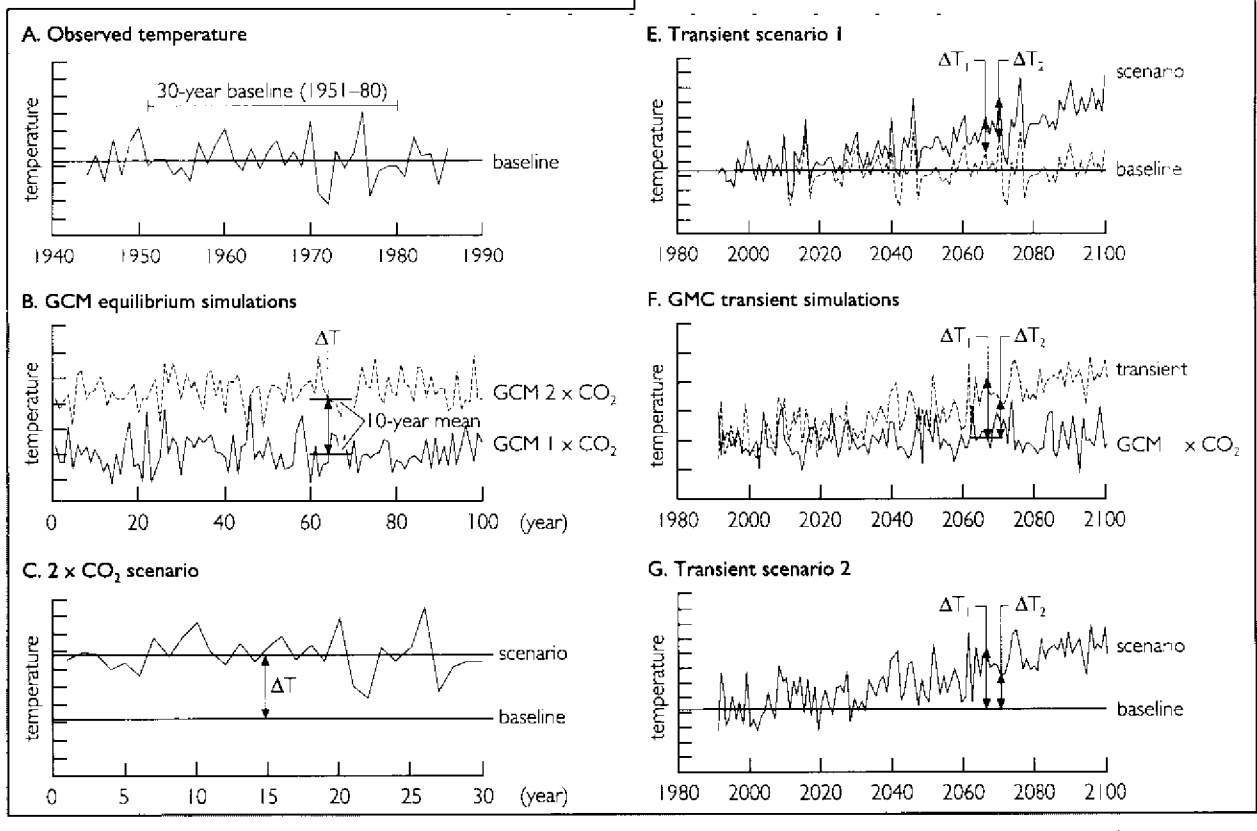 A. Observed temperature
30-year baseline (1951–80)
temperature
baseline
1940 1950 1960 1970 1980 1990
B. GCM equilibrium simulations
ΔT
temperature
GCM 2 x CO₂
10-year mean
GCM 1 x CO₂
0 20 40 60 80 100 (year)
C. 2 x CO₂ scenario
temperature
scenario
ΔT
baseline
0 5 10 15 20 25 30 (year)
E. Transient scenario 1
ΔT₁ ΔT₂
scenario
temperature
baseline
1980 2000 2020 2040 2060 2080 2100
F. GMC transient simulations
ΔT₁ ΔT₂
transient
temperature
GCM x CO₂
1980 2000 2020 2040 2060 2080 2100
G. Transient scenario 2
ΔT₁ ΔT₂
scenario
temperature
baseline
1980 2000 2020 2040 2060 2080 2100